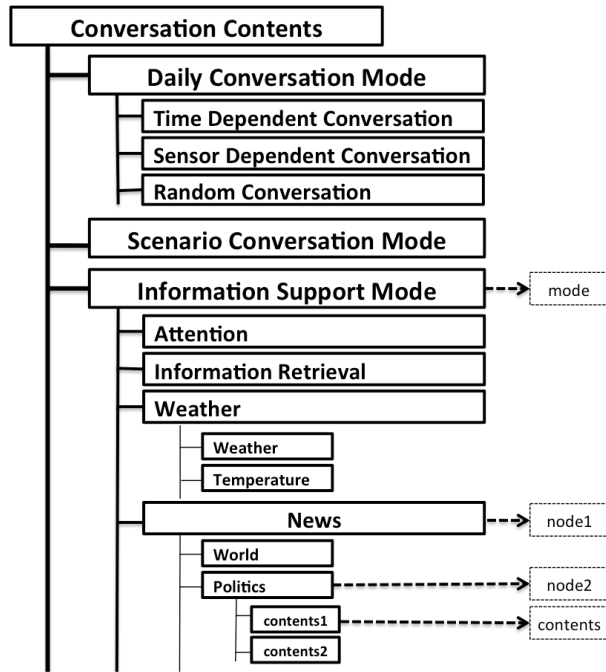 Conversation Contents
Daily Conversation Mode
Time Dependent Conversation
Sensor Dependent Conversation
Random Conversation
Scenario Conversation Mode
Information Support Mode
mode
Attention
Information Retrieval
Weather
Weather
Temperature
News
node1
World
Politics
node2
contents1
contents
contents2